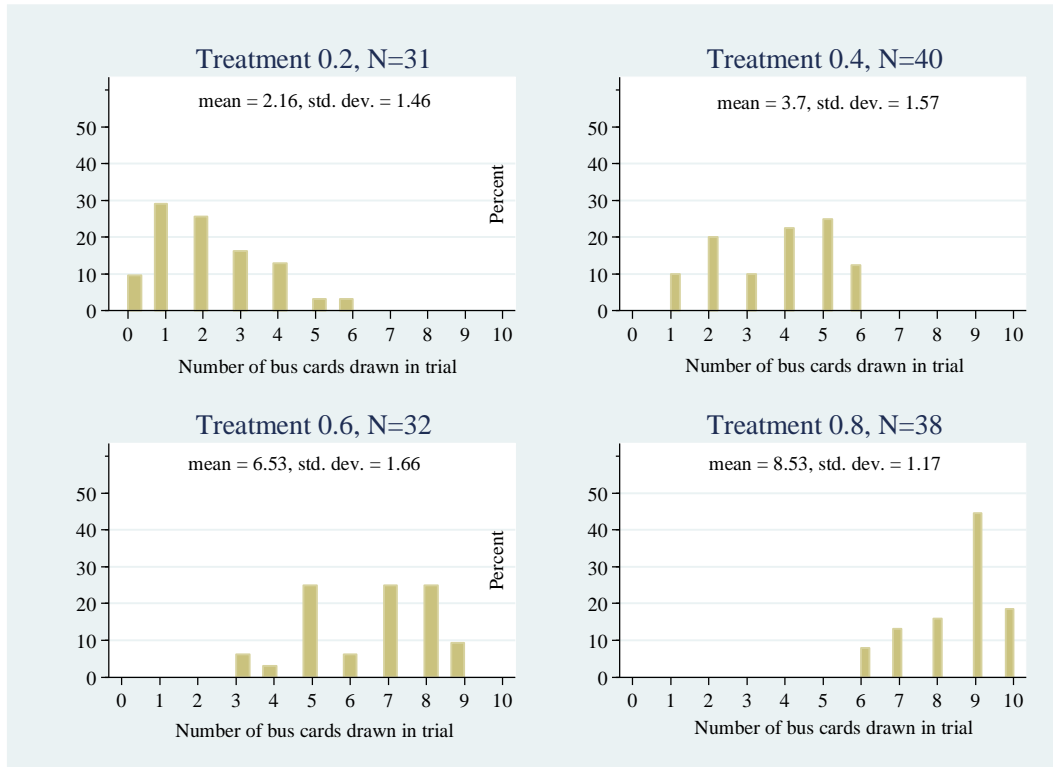 Treatment 0.2, N=31
mean = 2.16, std. dev. = 1.46
50
40
30
20
10
0
0 1 2 3 4 5 6 7 8 9 10
Number of bus cards drawn in trial
Percent
Treatment 0.4, N=40
mean = 3.7, std. dev. = 1.57
50
40
30
20
10
0
0 1 2 3 4 5 6 7 8 9 10
Number of bus cards drawn in trial
Treatment 0.6, N=32
mean = 6.53, std. dev. = 1.66
50
40
30
20
10
0
0 1 2 3 4 5 6 7 8 9 10
Number of bus cards drawn in trial
Percent
Treatment 0.8, N=38
mean = 8.53, std. dev. = 1.17
50
40
30
20
10
0
0 1 2 3 4 5 6 7 8 9 10
Number of bus cards drawn in trial